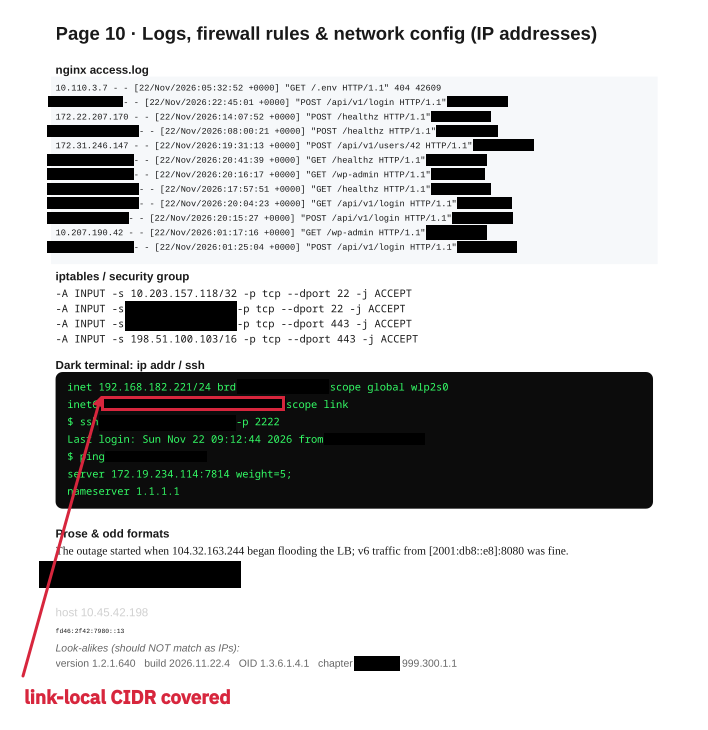 Page 10 · Logs, firewall rules & network config (IP addresses)
nginx access.log
10.110.3.7 - - [22/Nov/2026:05:32:52 +0000] "GET /.env HTTP/1.1" 404 42609
- - [22/Nov/2026:22:45:01 +0000] "POST /api/v1/login HTTP/1.1"
172.22.207.170 - [22/Nov/2026:14:07:52 +0000] "POST /healthz HTTP/1.1"
- - [22/Nov/2026:08:00:21 +0000] "POST /healthz HTTP/1.1"
172.31.246.147 - - [22/Nov/2026:19:31:13 +0000] "POST /api/v1/users/42 HTTP/1.1"
- - [22/Nov/2026:20:41:39 +0000] "GET /healthz HTTP/1.1"
- - [22/Nov/2026:20:16:17 +0000] "GET /wp-admin HTTP/1.1"
- - [22/Nov/2026:17:57:51 +0000] "GET /healthz HTTP/1.1"
- - [22/Nov/2026:20:04:23 +0000] "GET /api/v1/login HTTP/1.1"
- - [22/Nov/2026:20:15:27 +0000] "POST /api/v1/login HTTP/1.1"
10.207.190.42 - - [22/Nov/2026:01:17:16 +0000] "GET /wp-admin HTTP/1.1"
- - [22/Nov/2026:01:25:04 +0000] "POST /api/v1/login HTTP/1.1"
iptables / security group
-A INPUT -s 10.203.157.118/32 -p tcp --dport 22 -j ACCEPT
-A INPUT -s -p tcp --dport 22 -j ACCEPT
-A INPUT -s -p tcp --dport 443 -j ACCEPT
-A INPUT -s 198.51.100.103/16 -p tcp --dport 443 -j ACCEPT
Dark terminal: ip addr / ssh
inet 192.168.182.221/24 brd scope global wlp2s0
inet6 scope link
$ ssh -p 2222
Last login: Sun Nov 22 09:12:44 2026 from
$ ping
server 172.19.234.114:7814 weight=5;
nameserver 1.1.1.1
Prose & odd formats
The outage started when 104.32.163.244 began flooding the LB; v6 traffic from [2001:db8::e8]:8080 was fine.
host 10.45.42.198
fd46:2f42:7980::13
Look-alikes (should NOT match as IPs):
version 1.2.1.640 build 2026.11.22.4 OID 1.3.6.1.4.1 chapter 999.300.1.1
link-local CIDR covered